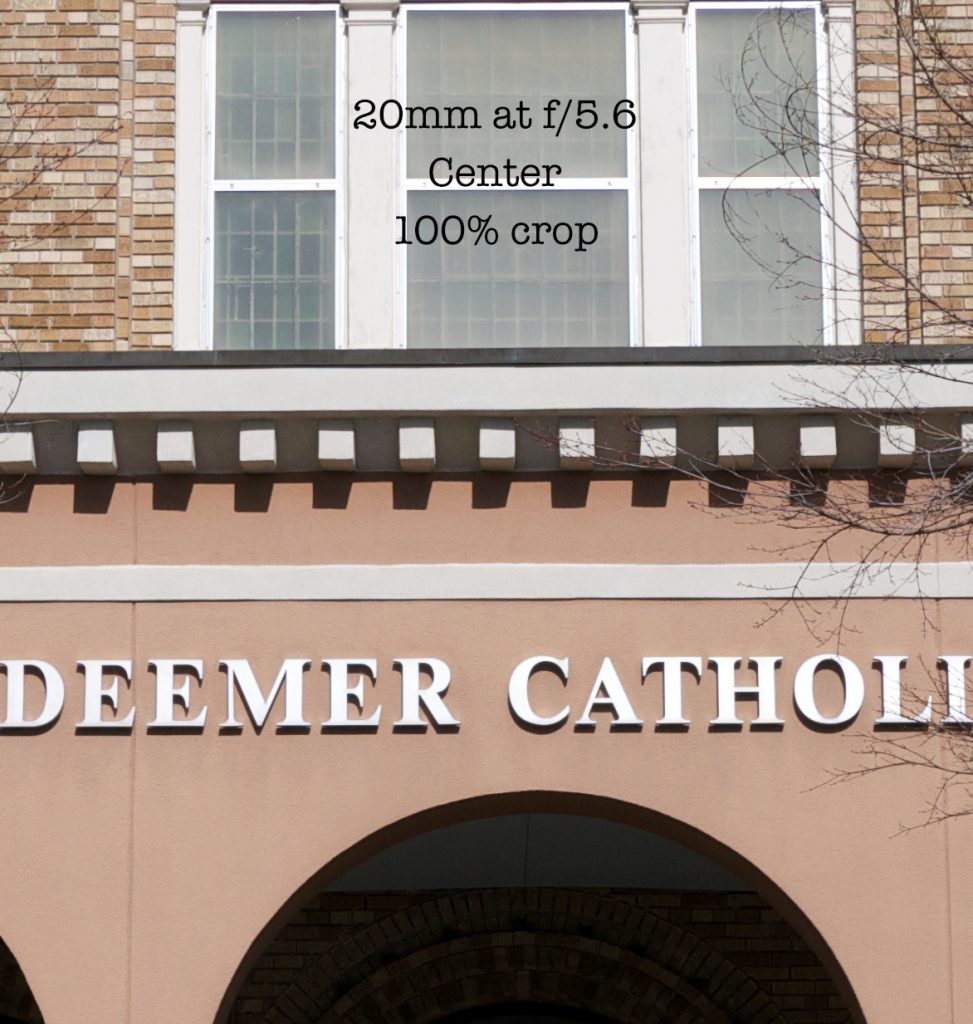 20mm at f/5.6
Center
100% crop
DEEMER CATHOLI